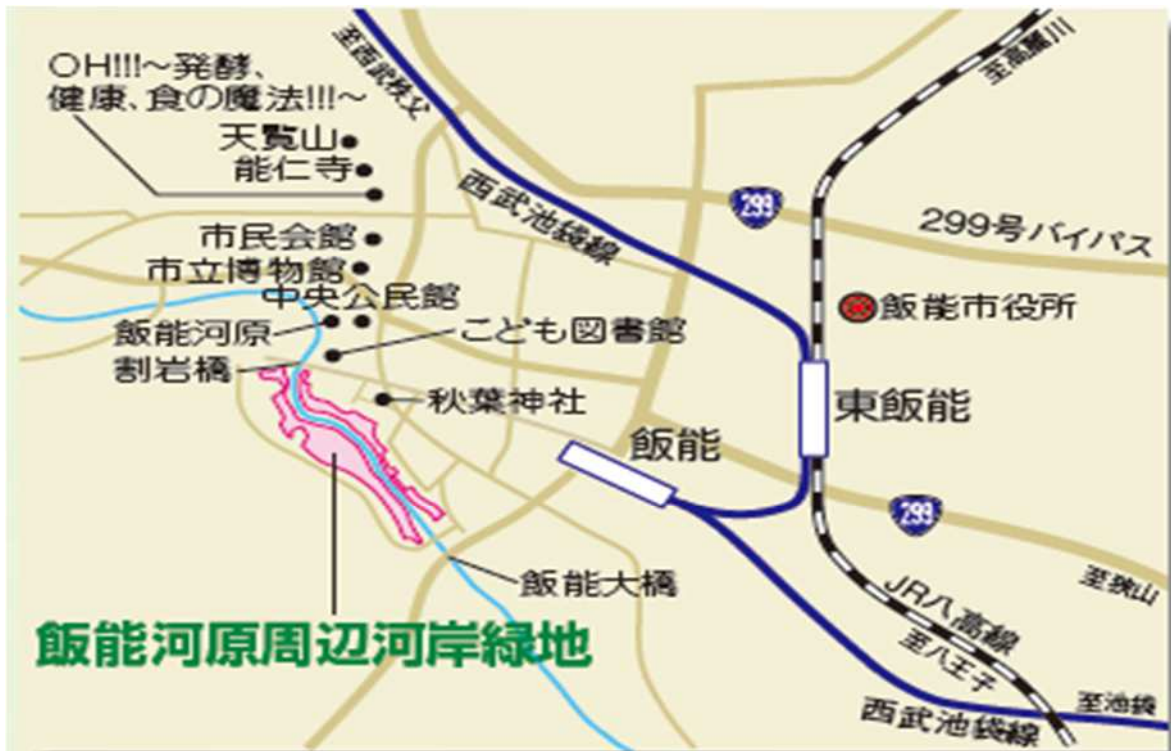 至西武秩父
至高麗川
OH!!!～発酵、
健康、食の魔法!!!～
天覧山
能仁寺
西武池袋線
299
299号バイパス
市民会館
市立博物館
中央公民館
飯能河原
こども図書館
割岩橋
飯能市役所
秋葉神社
東飯能
飯能
299
飯能大橋
至狭山
JR八高線
至八王子
飯能河原周辺河岸緑地
西武池袋線
至池袋